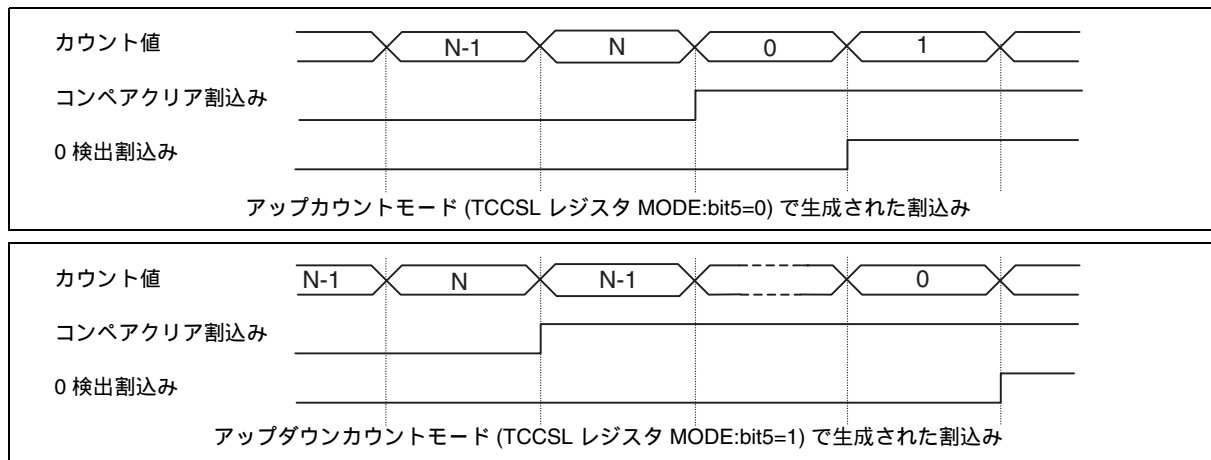 カウント値 N-1 N 0 1
コンペアクリア割込み
0 検出割込み
アップカウントモード (TCCSL レジスタ MODE:bit5=0) で生成された割込み
カウント値 N-1 N N-1 0
コンペアクリア割込み
0 検出割込み
アップダウンカウントモード (TCCSL レジスタ MODE:bit5=1) で生成された割込み